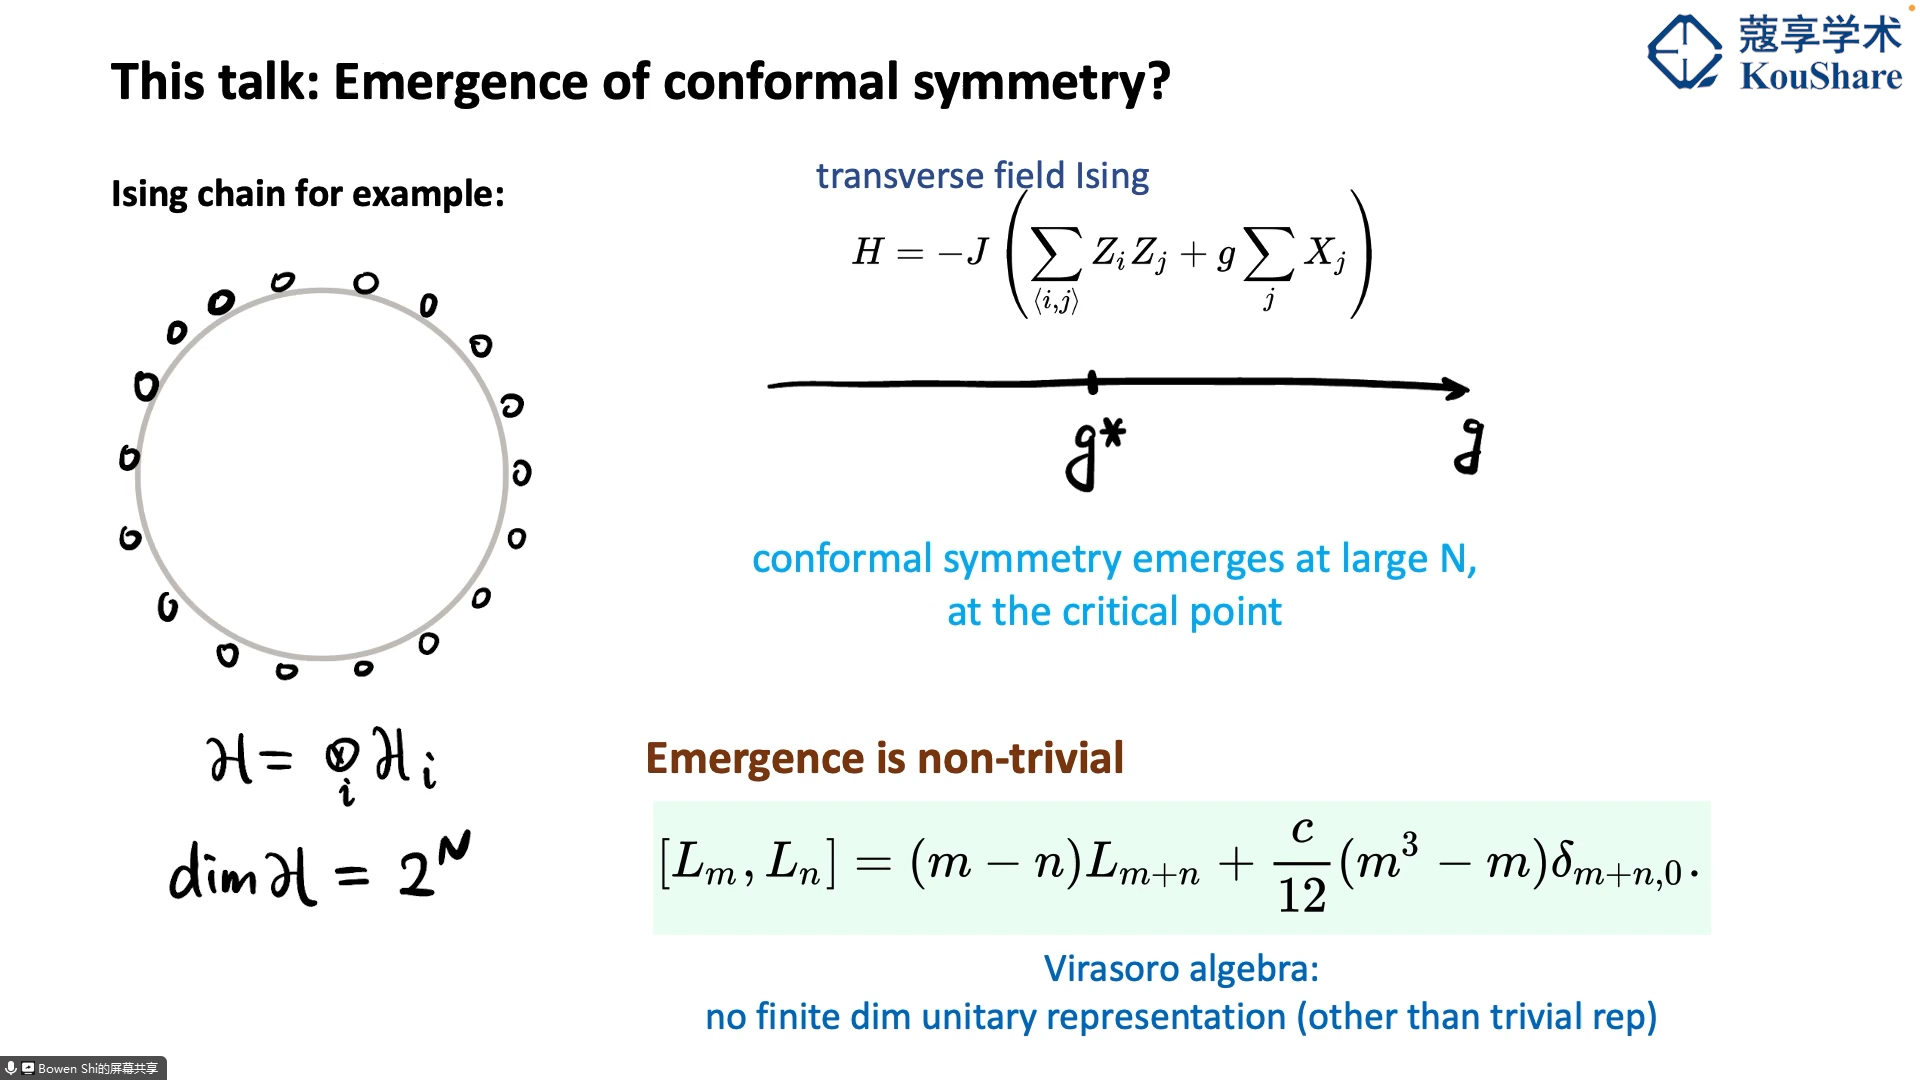 蔻享学术
KouShare
This talk: Emergence of conformal symmetry?
Ising chain for example:
transverse field Ising
H = −J ( ∑_{⟨i,j⟩} Z_i Z_j + g ∑_j X_j )
g*
g
conformal symmetry emerges at large N,
at the critical point
ℋ = ⊗_i ℋ_i
dim ℋ = 2^N
Emergence is non-trivial
[L_m, L_n] = (m − n)L_{m+n} + \frac{c}{12}(m^3 − m)δ_{m+n,0}.
Virasoro algebra:
no finite dim unitary representation (other than trivial rep)
Bowen Shi的屏幕共享